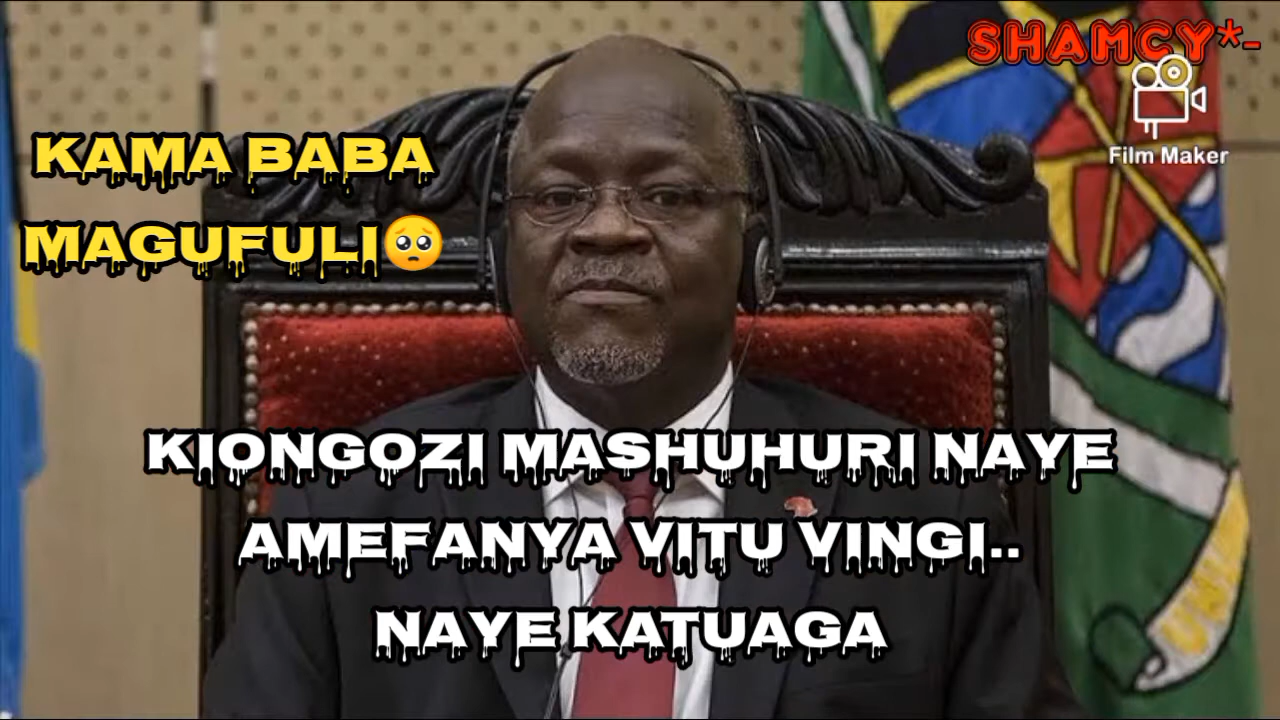 SHAMCY*-
Film Maker
KAMA BABA
MAGUFULI🥺
KIONGOZI MASHUHURI NAYE
AMEFANYA VITU VINGI..
NAYE KATUAGA